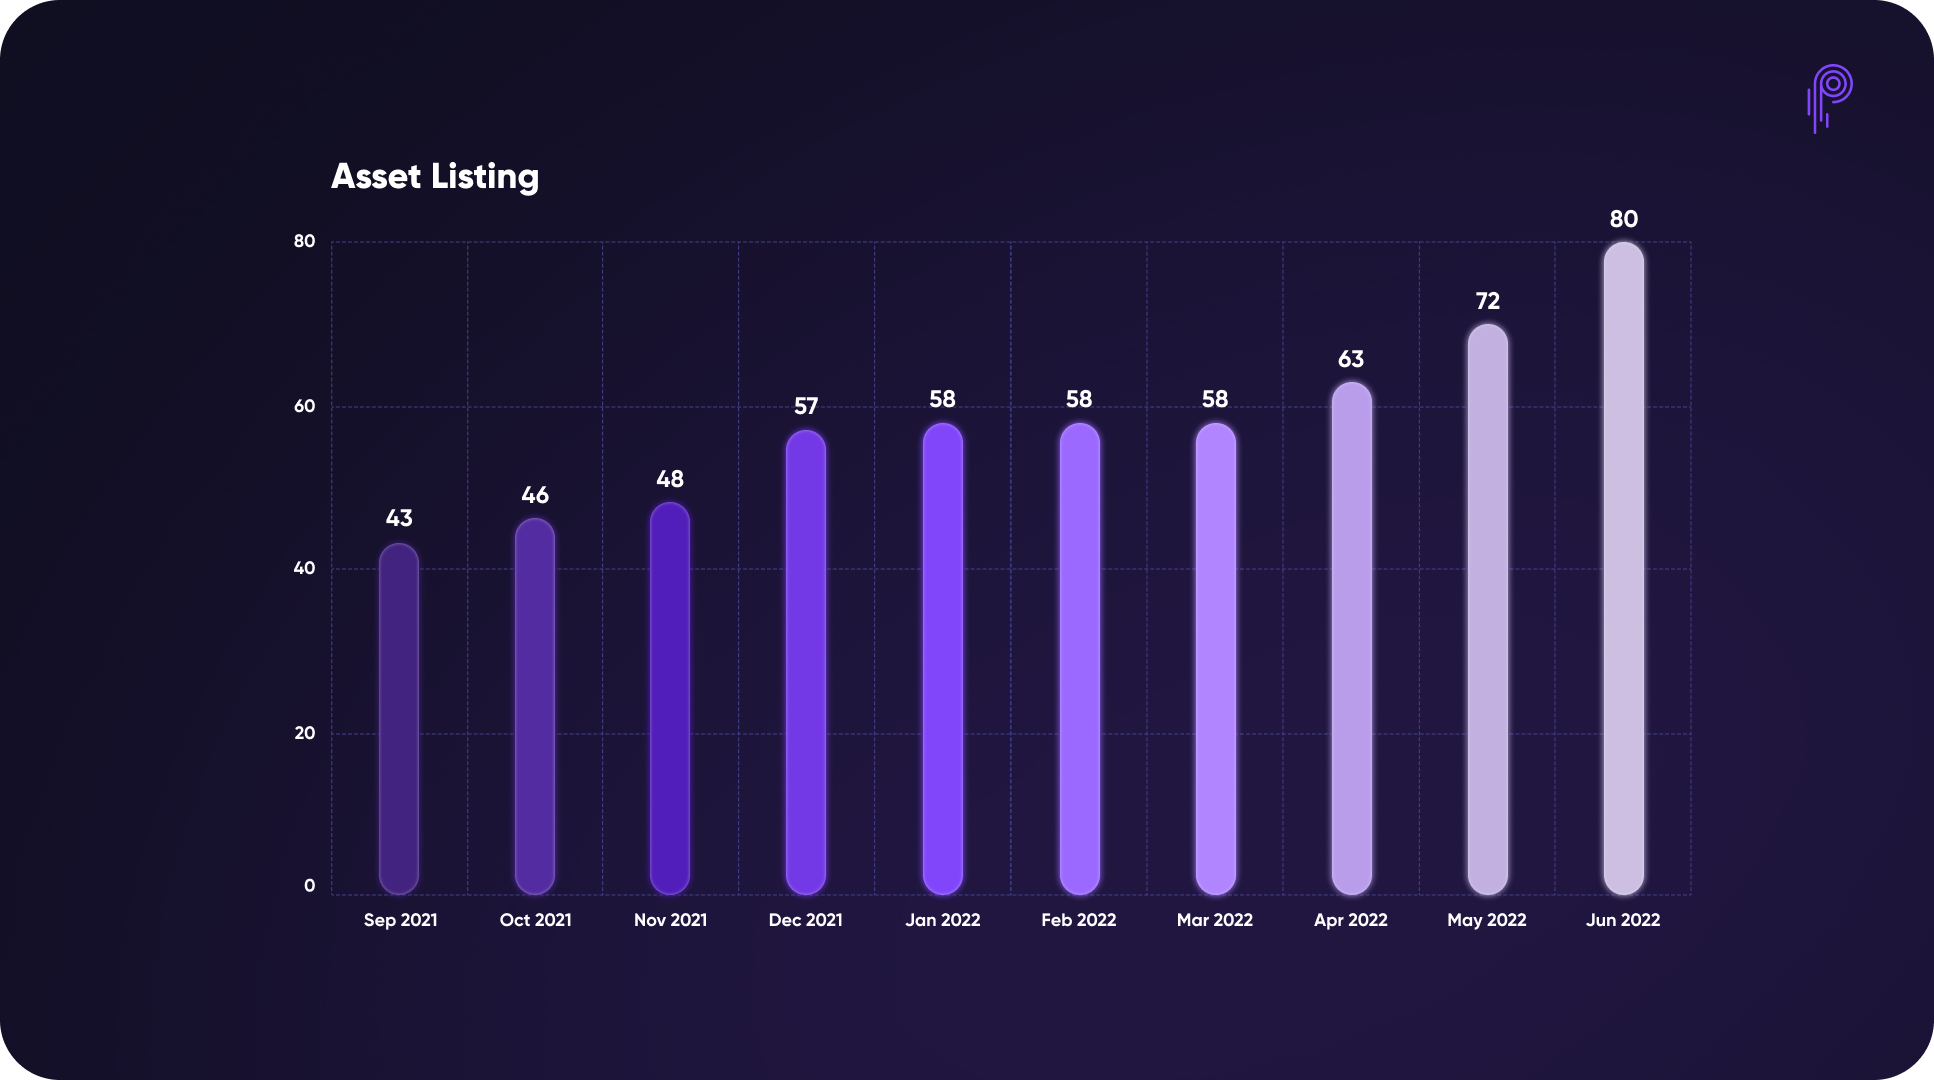 Asset Listing
80
60
40
20
0
43
46
48
57
58
58
58
63
72
80
Sep 2021
Oct 2021
Nov 2021
Dec 2021
Jan 2022
Feb 2022
Mar 2022
Apr 2022
May 2022
Jun 2022